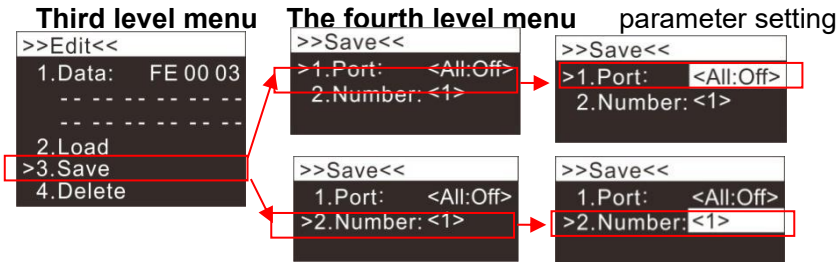 Third level menu The fourth level menu parameter setting
>>Edit<<
1.Data: FE 00 03
-- -- -- -- -- -- --
-- -- -- -- -- -- --
2.Load
>3.Save
4.Delete
>>Save<<
>1.Port: <All:Off>
2.Number: <1>
>>Save<<
>1.Port: <All:Off>
2.Number: <1>
>>Save<<
1.Port: <All:Off>
>2.Number: <1>
>>Save<<
1.Port: <All:Off>
>2.Number: <1>